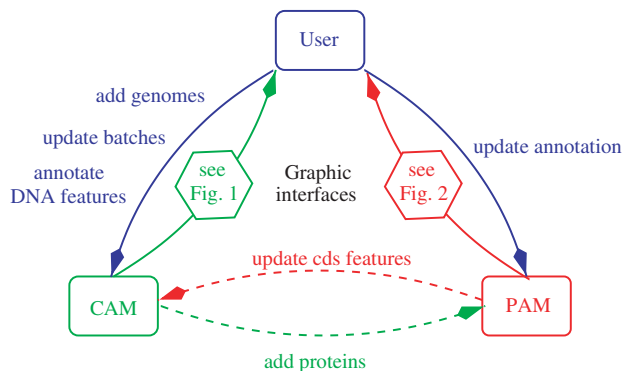 User
add genomes
update batches
annotate
DNA features
see
Fig. 1
Graphic
interfaces
see
Fig. 2
update annotation
update cds features
CAM
PAM
add proteins